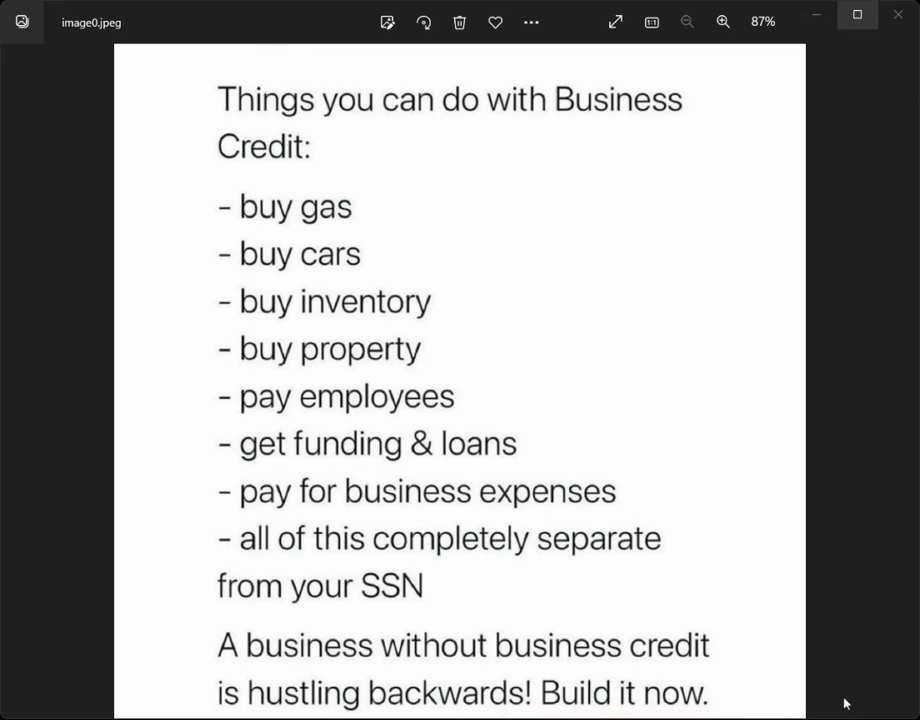 image0.jpeg
87%
Things you can do with Business
Credit:
- buy gas
- buy cars
- buy inventory
- buy property
- pay employees
- get funding & loans
- pay for business expenses
- all of this completely separate
from your SSN
A business without business credit
is hustling backwards! Build it now.